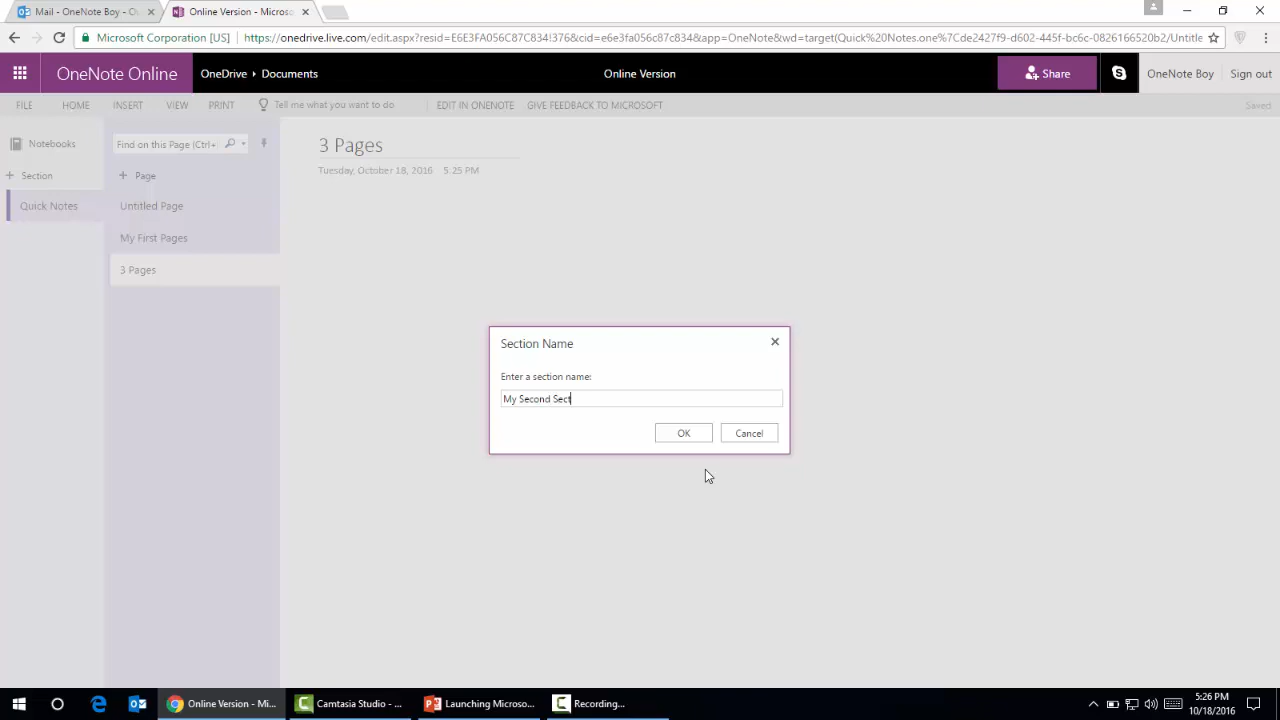 Mail - OneNote Boy - O
Online Version - Microso
Microsoft Corporation [US]
https://onedrive.live.com/edit.aspx?resid=E6E3FA056C87C834!376&cid=e6e3fa056c87c834&app=OneNote&wd=target(Quick%20Notes.one%7Cde2427f9-d602-445f-bc6c-0826166520b2/Untitle
OneNote Online
OneDrive ▸ Documents
Online Version
Share
OneNote Boy
Sign out
FILE
HOME
INSERT
VIEW
PRINT
Tell me what you want to do
EDIT IN ONENOTE
GIVE FEEDBACK TO MICROSOFT
Saved
Notebooks
Find on this Page (Ctrl+
3 Pages
+ Section
+ Page
Tuesday, October 18, 2016 5:25 PM
Quick Notes
Untitled Page
My First Pages
3 Pages
Section Name
Enter a section name:
My Second Sect
OK
Cancel
Online Version - Mi...
Camtasia Studio - ...
Launching Microso...
Recording...
5:26 PM
10/18/2016